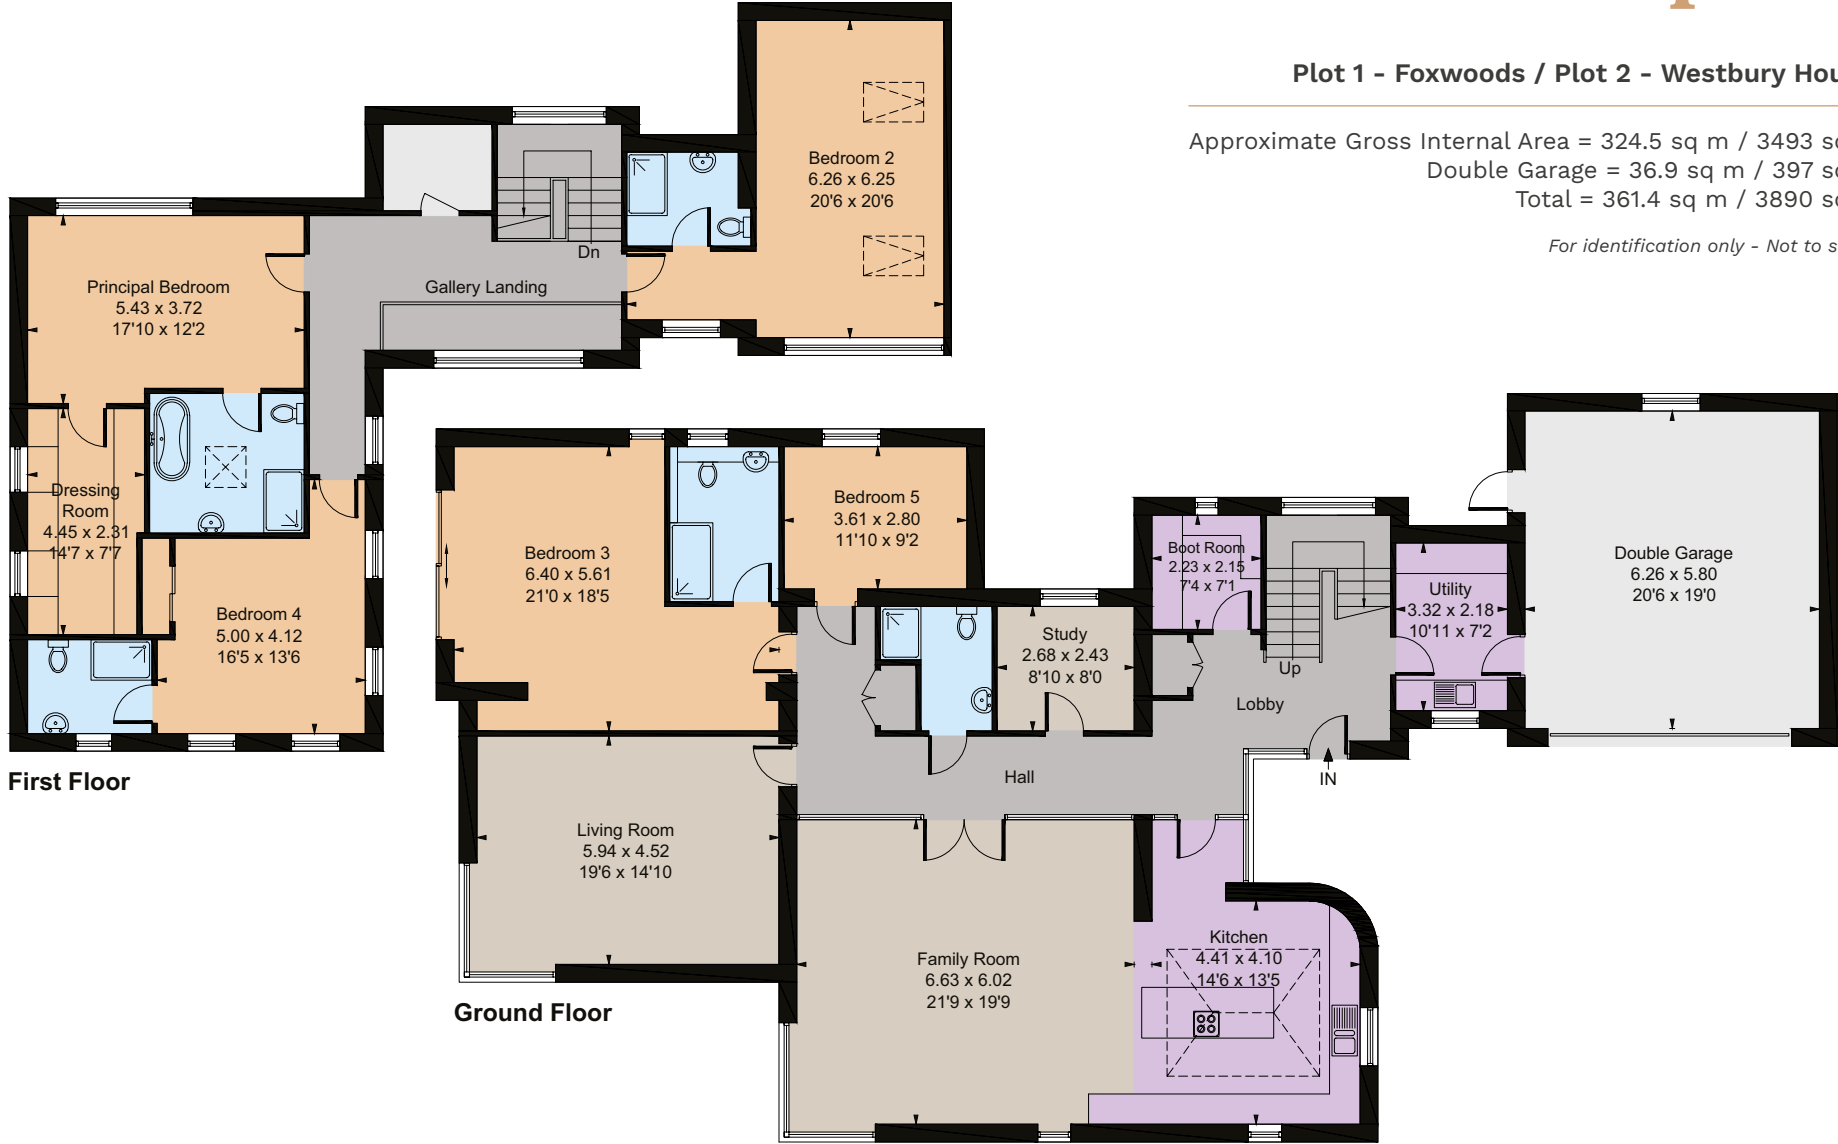 Plot 1 - Foxwoods / Plot 2 - Westbury
Approximate Gross Internal Area = 324.5 sq m / 3493
Double Garage = 36.9 sq m / 397
Total = 361.4 sq m / 3890
For identification only - Not to
Bedroom 2
6.26 x 6.25
20'6 x 20'6
Dn
Principal Bedroom
5.43 x 3.72
17'10 x 12'2
Gallery Landing
Dressing
Room
4.45 x 2.31
14'7 x 7'7
Bedroom 4
5.00 x 4.12
16'5 x 13'6
First Floor
Bedroom 3
6.40 x 5.61
21'0 x 18'5
Bedroom 5
3.61 x 2.80
11'10 x 9'2
Boot Room
2.23 x 2.15
7'4 x 7'1
Utility
3.32 x 2.18
10'11 x 7'2
Double Garage
6.26 x 5.80
20'6 x 19'0
Study
2.68 x 2.43
8'10 x 8'0
Up
Lobby
Hall
IN
Living Room
5.94 x 4.52
19'6 x 14'10
Family Room
6.63 x 6.02
21'9 x 19'9
Kitchen
4.41 x 4.10
14'6 x 13'5
Ground Floor